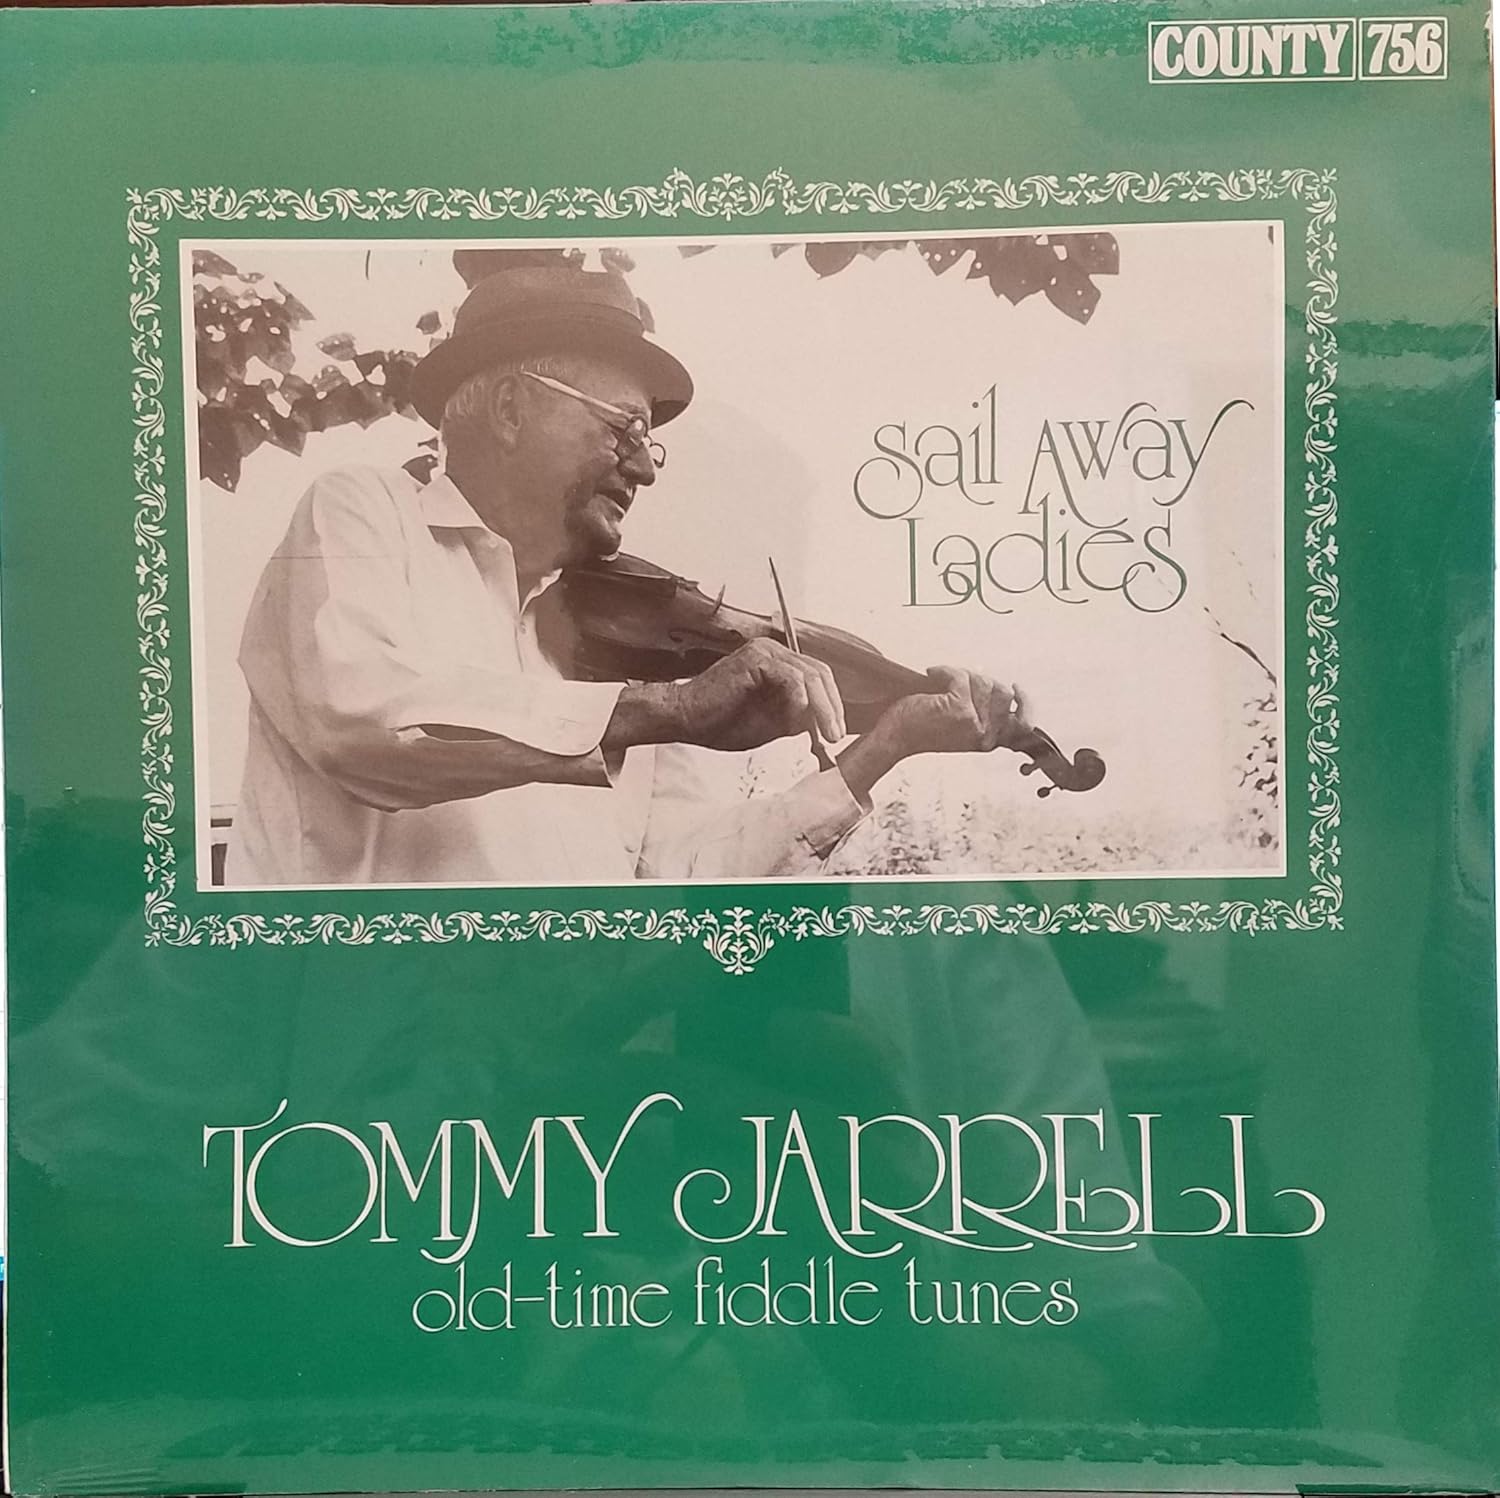 COUNTY 756
Sail Away
Ladies
TOMMY JARRELL
old-time fiddle tunes